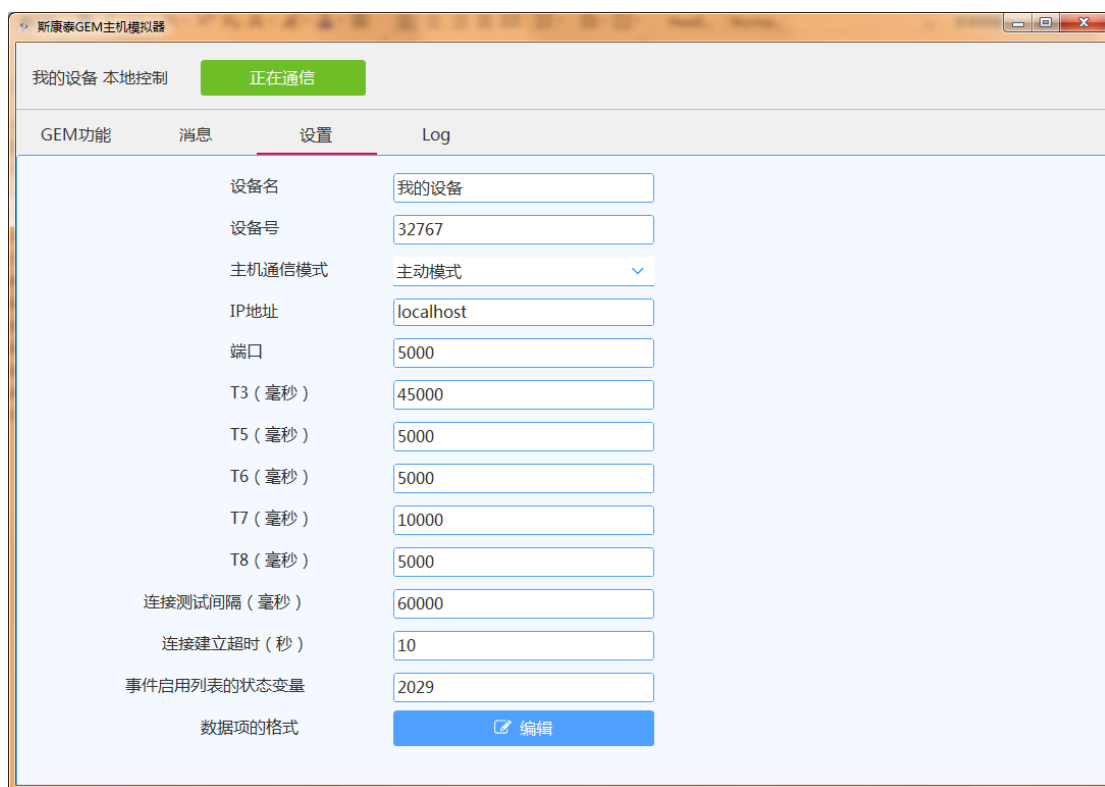 斯康泰GEM主机模拟器
我的设备 本地控制 正在通信
GEM功能 消息 设置 Log
设备名 我的设备
设备号 32767
主机通信模式 主动模式
IP地址 localhost
端口 5000
T3（毫秒） 45000
T5（毫秒） 5000
T6（毫秒） 5000
T7（毫秒） 10000
T8（毫秒） 5000
连接测试间隔（毫秒） 60000
连接建立超时（秒） 10
事件启用列表的状态变量 2029
数据项的格式 编辑